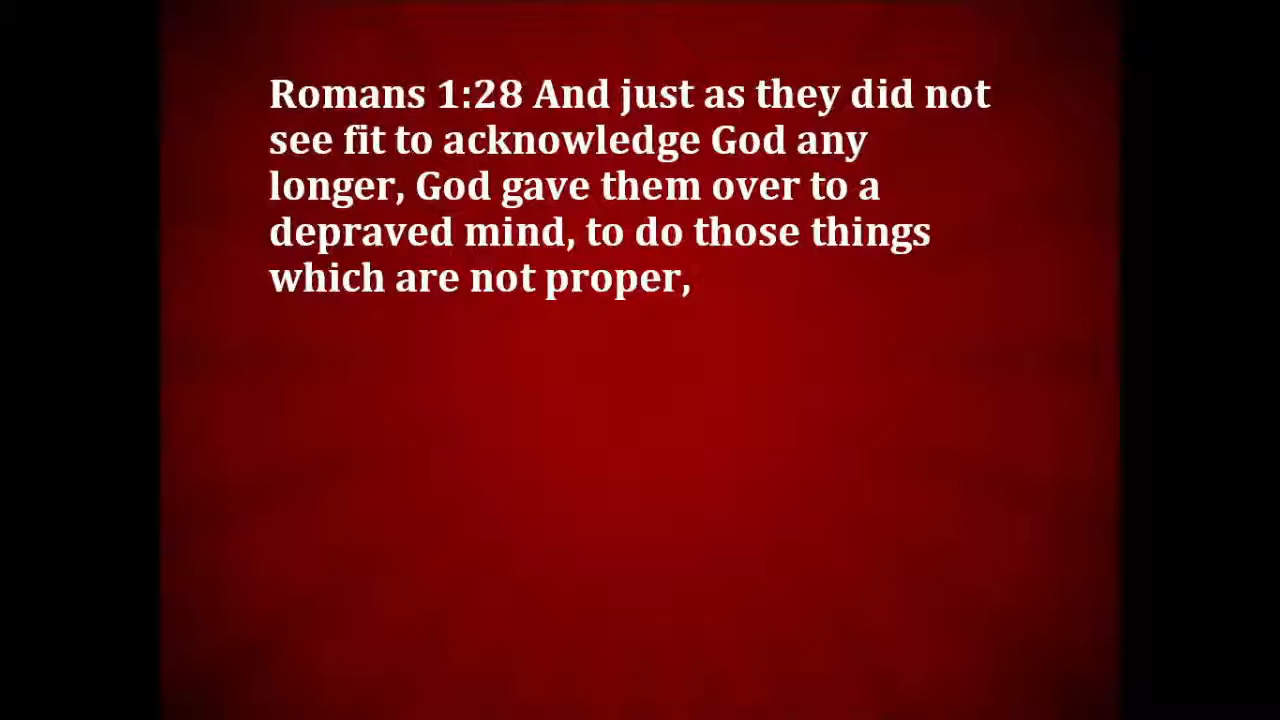 Romans 1:28 And just as they did not
see fit to acknowledge God any
longer, God gave them over to a
depraved mind, to do those things
which are not proper,